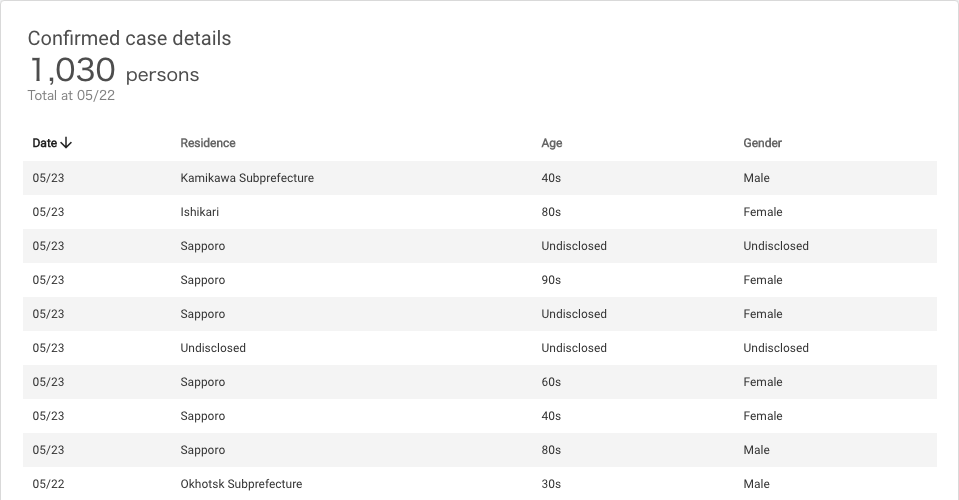 Confirmed case details
1,030 persons
Total at 05/22
Date↓ Residence Age Gender
05/23 Kamikawa Subprefecture 40s Male
05/23 Ishikari 80s Female
05/23 Sapporo Undisclosed Undisclosed
05/23 Sapporo 90s Female
05/23 Sapporo Undisclosed Female
05/23 Undisclosed Undisclosed Undisclosed
05/23 Sapporo 60s Female
05/23 Sapporo 40s Female
05/23 Sapporo 80s Male
05/22 Okhotsk Subprefecture 30s Male